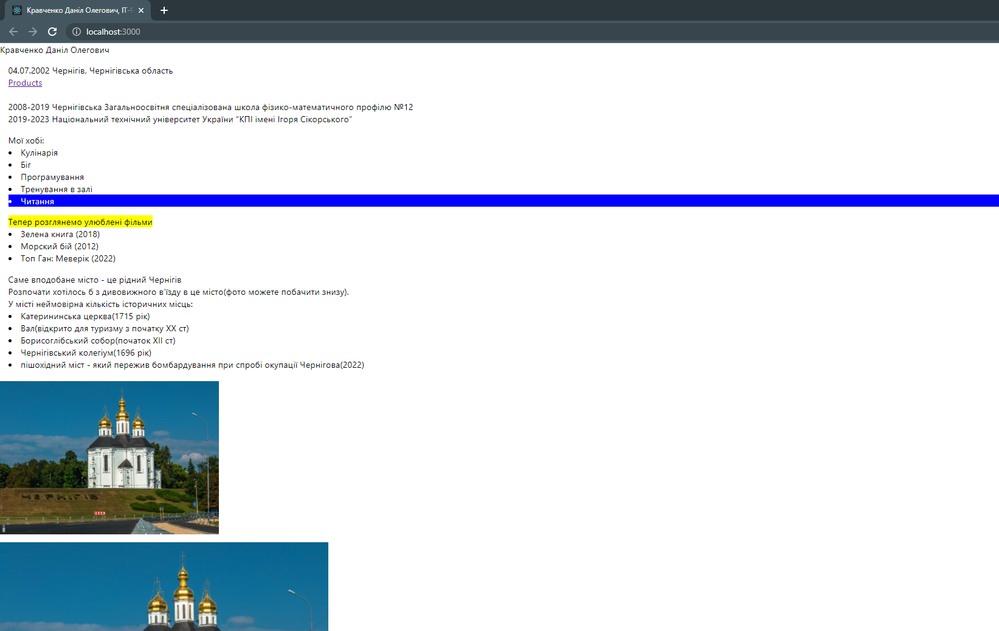 Кравченко Даніл Олегович, ІТ-9
localhost:3000
Кравченко Даніл Олегович
04.07.2002 Чернігів, Чернігівська область
Products
2008-2019 Чернігівська Загальноосвітня спеціалізована школа фізико-математичного профілю №12
2019-2023 Національний технічний університет України “КПІ імені Ігоря Сікорського”
Мої хобі:
Кулінарія
Біг
Програмування
Тренування в залі
Читання
Тепер розглянемо улюблені фільми
Зелена книга (2018)
Морский бій (2012)
Топ Ган: Меверік (2022)
Саме вподобане місто - це рідний Чернігів
Розпочати хотілось б з дивовижного в'їзду в це місто(фото можете побачити знизу).
У місті неймовірна кількість історичних місць:
Катерининська церква(1715 рік)
Вал(відкрито для туризму з початку XX ст)
Борисоглібський собор(початок XII ст)
Чернігівський колегіум(1696 рік)
пішохідний міст - який пережив бомбардування при спробі окупації Чернігова(2022)
ЧЕРНІГІВ